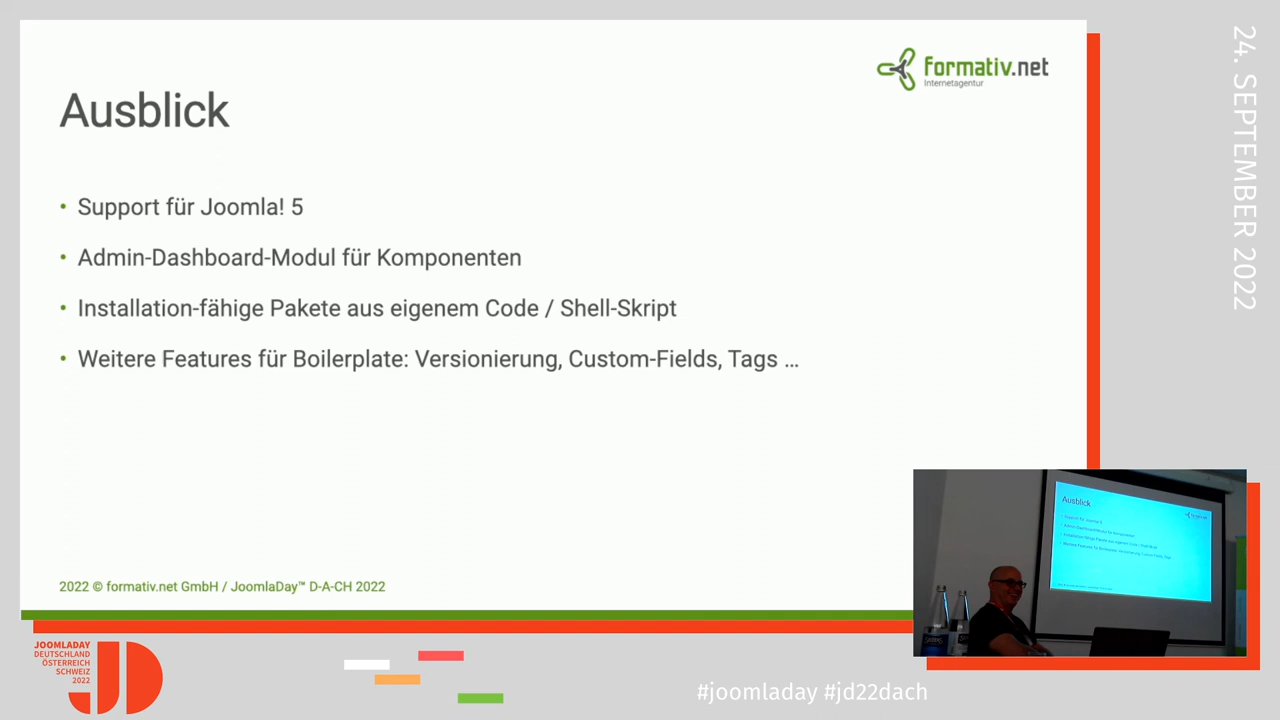 formativ.net
Internetagentur
Ausblick
• Support für Joomla! 5
• Admin-Dashboard-Modul für Komponenten
• Installation-fähige Pakete aus eigenem Code / Shell-Skript
• Weitere Features für Boilerplate: Versionierung, Custom-Fields, Tags ...
2022 © formativ.net GmbH / JoomlaDay™ D-A-CH 2022
24. SEPTEMBER 2022
Ausblick
JOOMLADAY
DEUTSCHLAND
ÖSTERREICH
SCHWEIZ
2022
JD
#joomladay #jd22dach